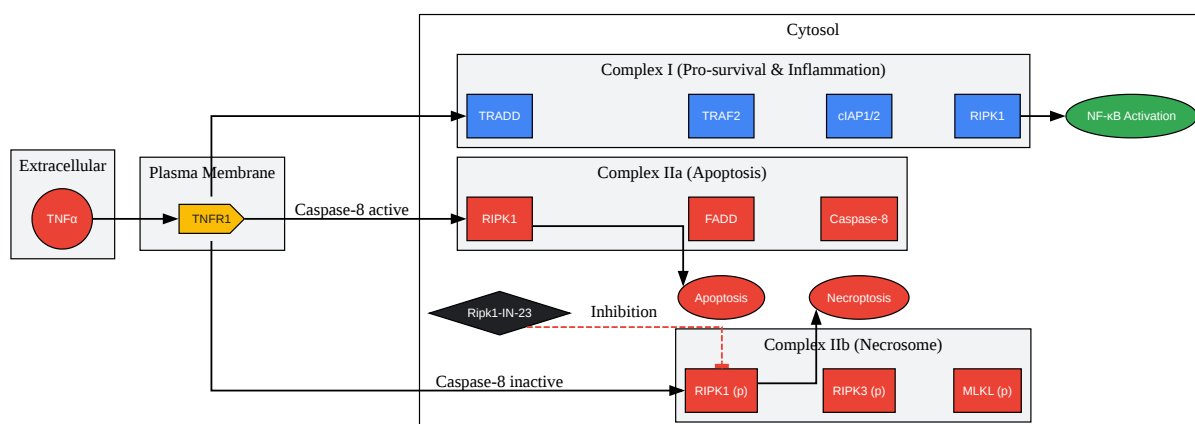 Cytosol
Complex I (Pro-survival & Inflammation)
TRADD
TRAF2
cIAP1/2
RIPK1
NF-κB Activation
Extracellular
TNFα
Plasma Membrane
TNFR1
Caspase-8 active
Complex IIa (Apoptosis)
RIPK1
FADD
Caspase-8
Apoptosis
Necroptosis
Ripk1-IN-23
Inhibition
Complex IIb (Necrosome)
Caspase-8 inactive
RIPK1 (p)
RIPK3 (p)
MLKL (p)